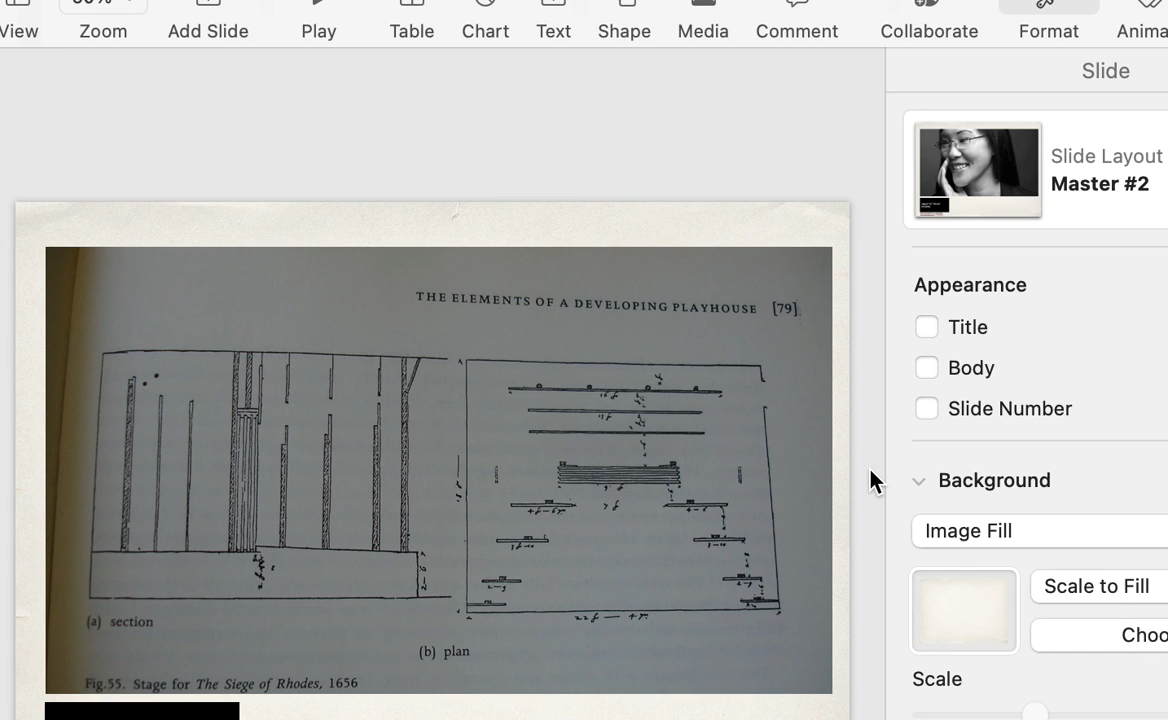 View
Zoom
Add Slide
Play
Table
Chart
Text
Shape
Media
Comment
Collaborate
Format
Anima
Slide
Slide Layout
Master #2
Appearance
Title
Body
Slide Number
Background
Image Fill
Scale to Fill
Choo
Scale
THE ELEMENTS OF A DEVELOPING PLAYHOUSE [79]
(a) section
(b) plan
Fig.55. Stage for The Siege of Rhodes, 1656